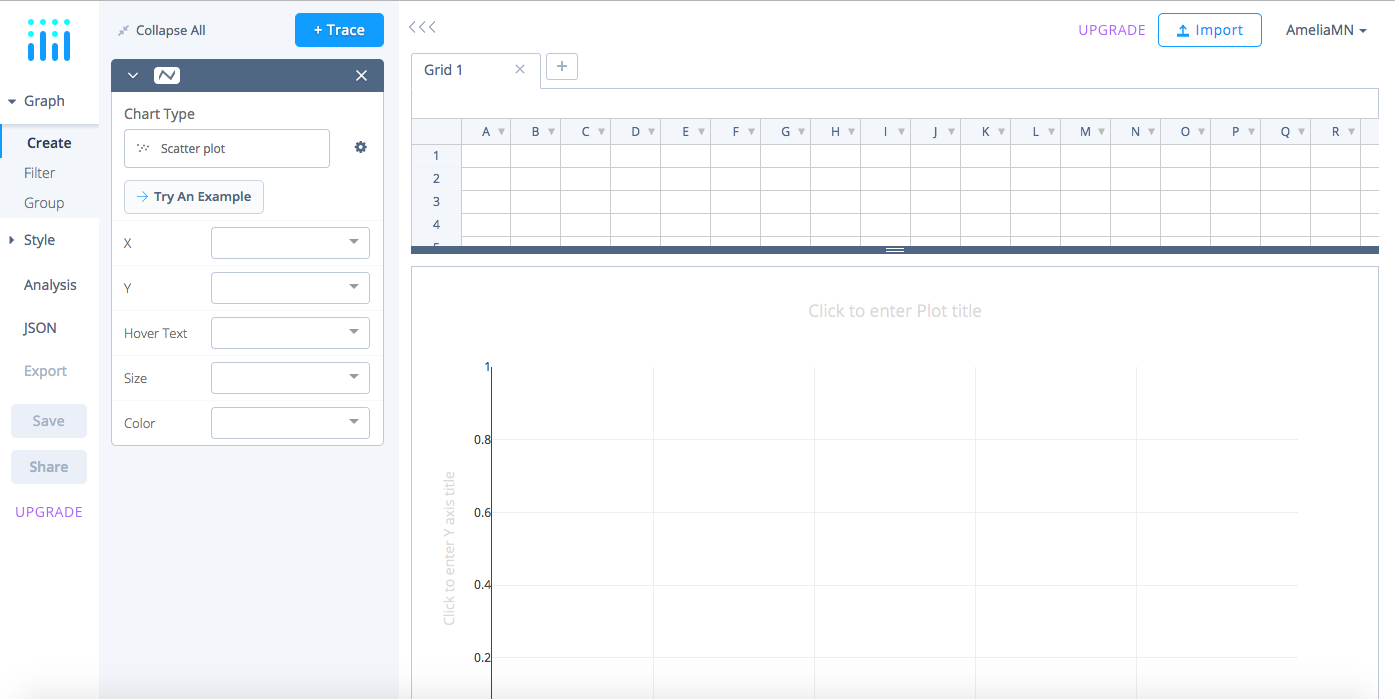 Collapse All
+ Trace
UPGRADE
Import
AmeliaMN
Graph
Create
Filter
Group
Style
Analysis
JSON
Export
Save
Share
UPGRADE
Chart Type
Scatter plot
Try An Example
X
Y
Hover Text
Size
Color
Grid 1
A B C D E F G H I J K L M N O P Q R
1
2
3
4
5
Click to enter Plot title
Click to enter Y axis title
1
0.8
0.6
0.4
0.2